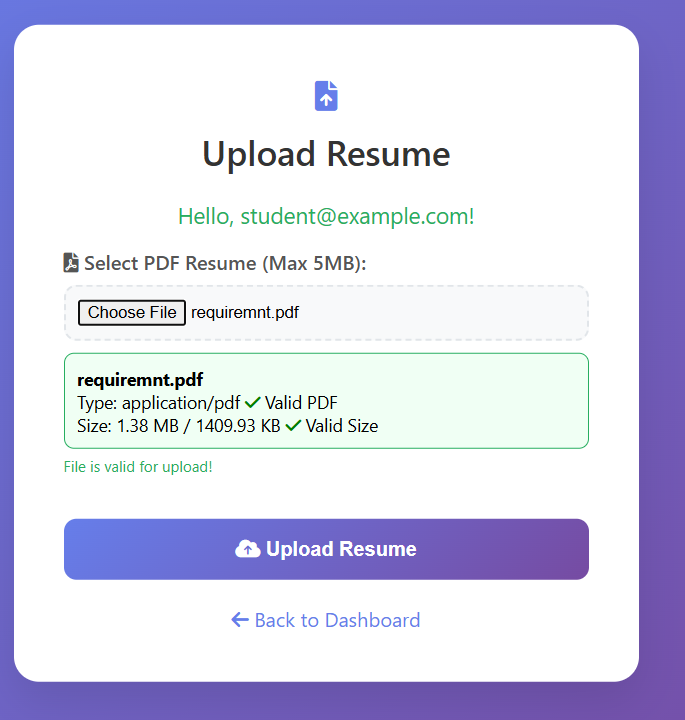 Upload Resume
Hello, student@example.com!
Select PDF Resume (Max 5MB):
Choose File requiremnt.pdf
requiremnt.pdf
Type: application/pdf Valid PDF
Size: 1.38 MB / 1409.93 KB Valid Size
File is valid for upload!
Upload Resume
Back to Dashboard